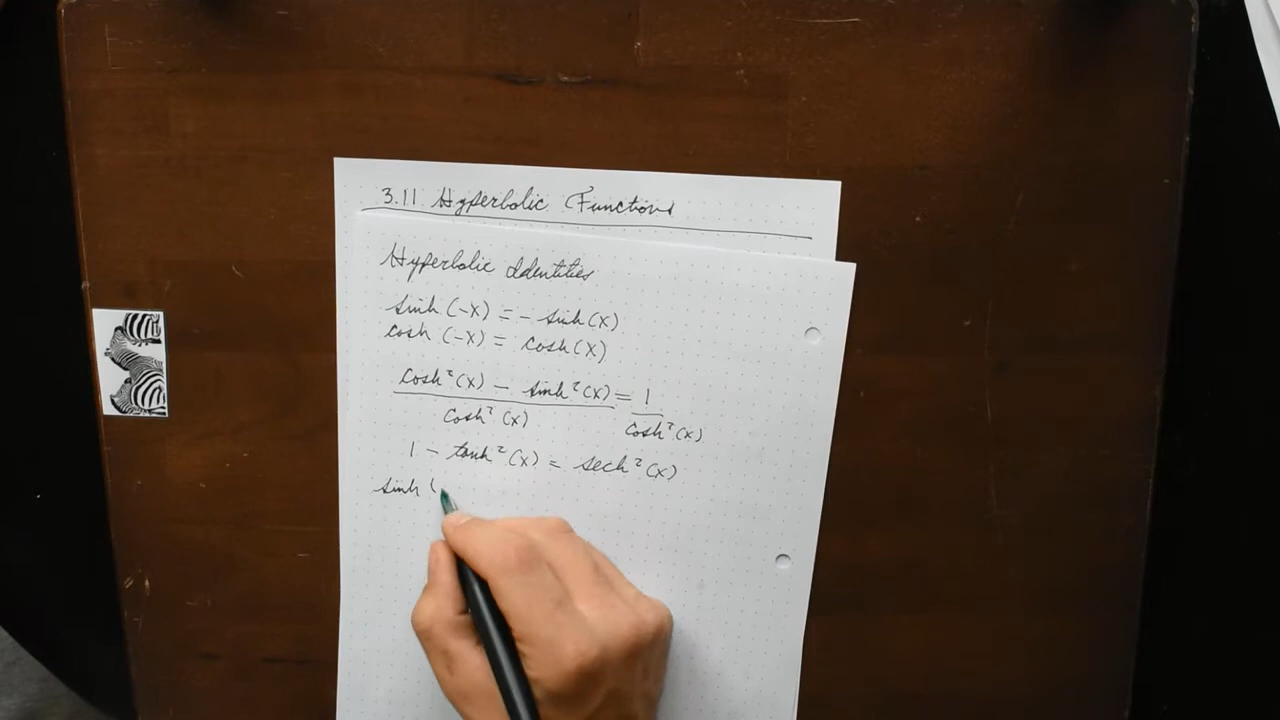 3.11 Hyperbolic Functions
Hyperbolic Identities
sinh (-x) = - sinh (x)
cosh (-x) = cosh (x)
cosh²(x) - sinh²(x) = 1
cosh²(x) cosh²(x)
1 - tanh²(x) = sech²(x)
sinh (